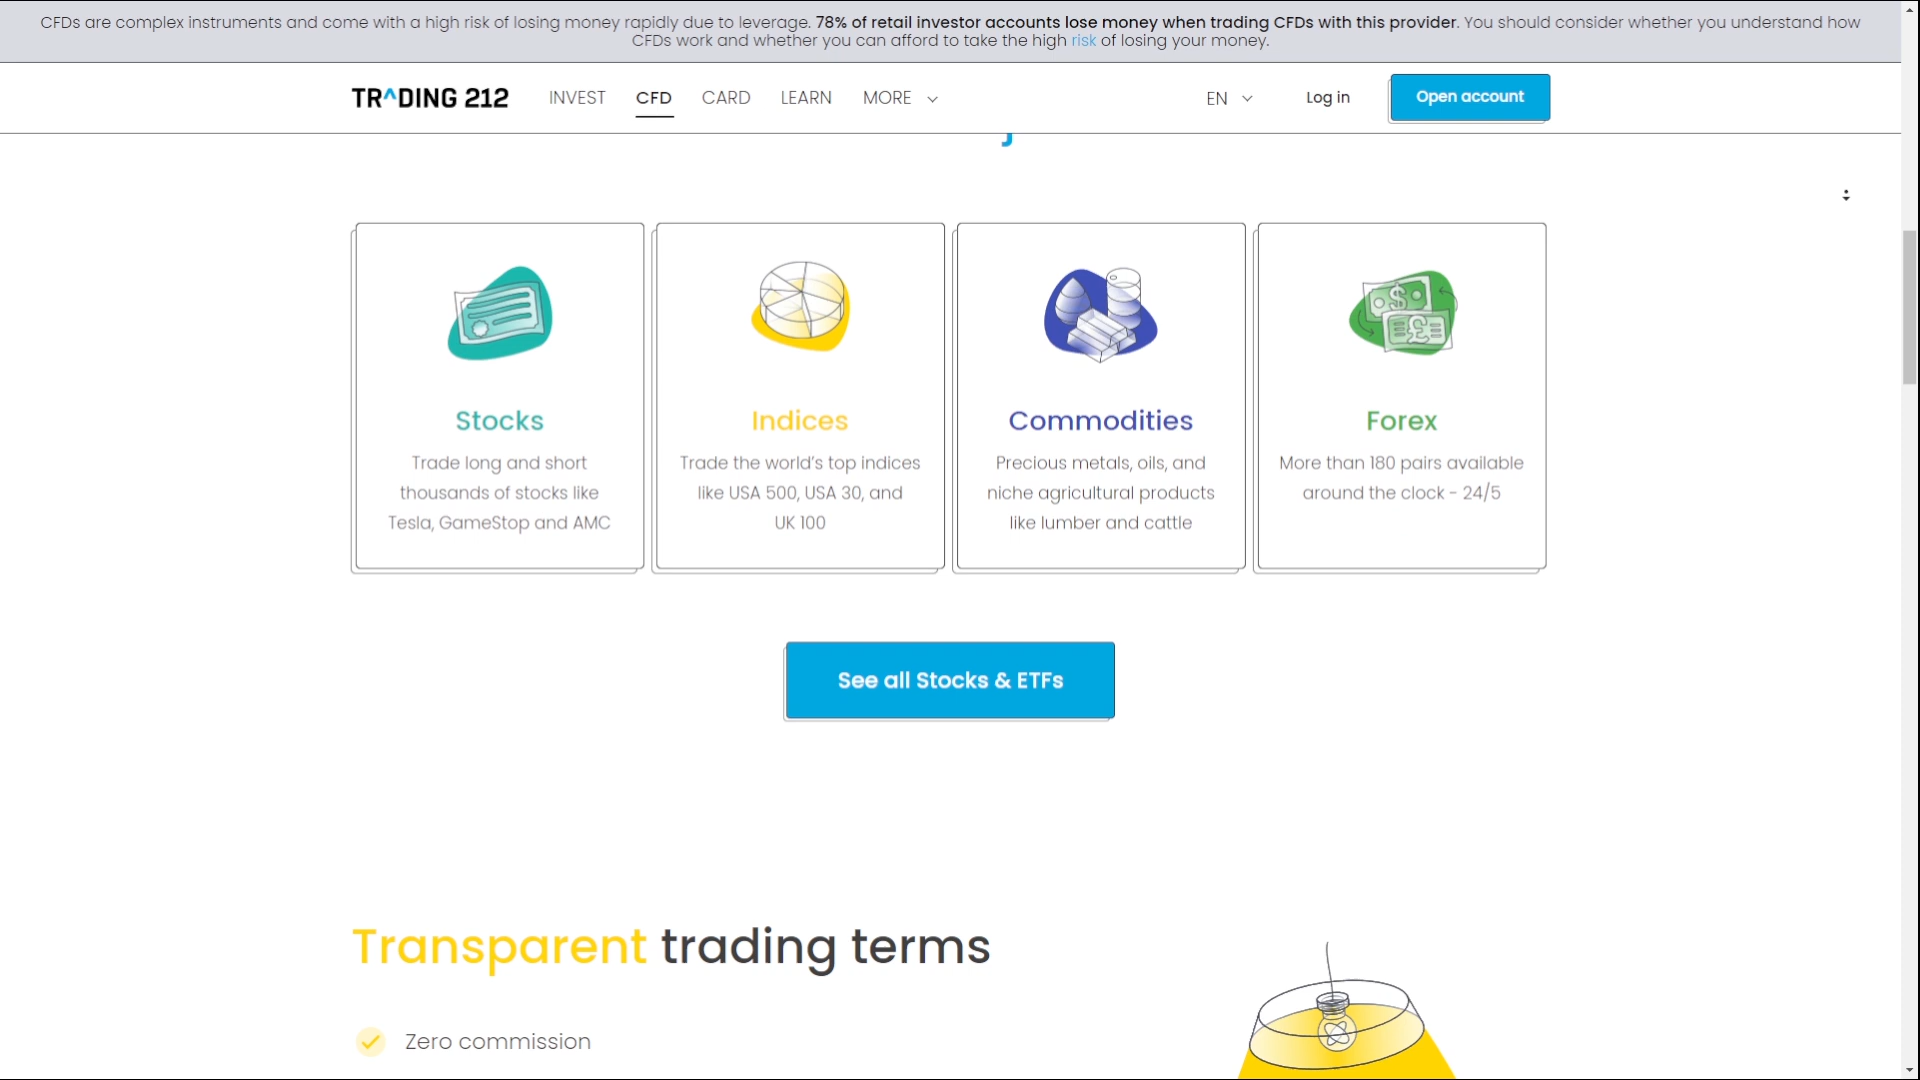 CFDs are complex instruments and come with a high risk of losing money rapidly due to leverage. 78% of retail investor accounts lose money when trading CFDs with this provider. You should consider whether you understand how
CFDs work and whether you can afford to take the high risk of losing your money.
TRADING 212 INVEST CFD CARD LEARN MORE EN Log in Open account
Stocks
Trade long and short
thousands of stocks like
Tesla, GameStop and AMC
Indices
Trade the world's top indices
like USA 500, USA 30, and
UK 100
Commodities
Precious metals, oils, and
niche agricultural products
like lumber and cattle
Forex
More than 180 pairs available
around the clock - 24/5
See all Stocks & ETFs
Transparent trading terms
Zero commission